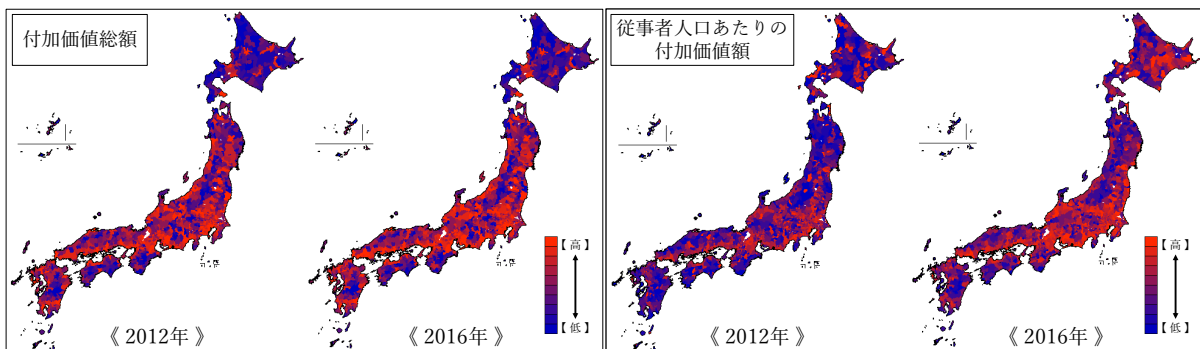 付加価値総額
【 高 】
【 低 】
《 2012年 》
《 2016年 》
従事者人口あたりの
付加価値額
【 高 】
【 低 】
《 2012年 》
《 2016年 》